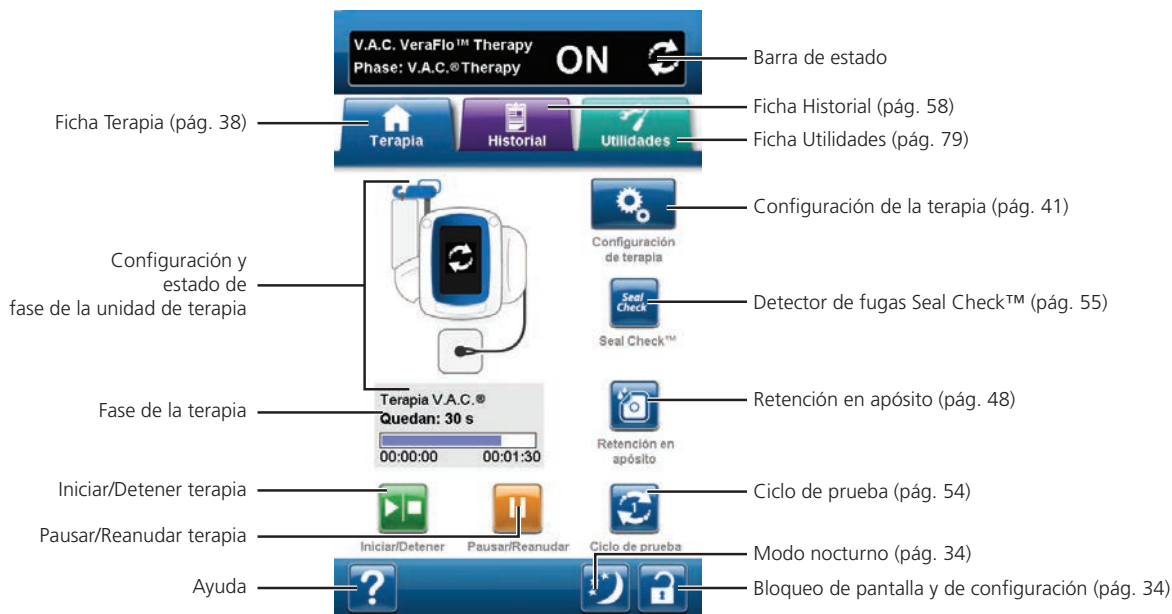 V.A.C. VeraFlo™ Therapy
Phase: V.A.C.® Therapy
ON
Barra de estado
Ficha Terapia (pág. 38)
Terapia
Historial
Utilidades
Ficha Historial (pág. 58)
Ficha Utilidades (pág. 79)
Configuración y
estado de
fase de la unidad de terapia
Configuración
de terapia
Configuración de la terapia (pág. 41)
Seal
Check
Seal Check™
Detector de fugas Seal Check™ (pág. 55)
Fase de la terapia
Terapia V.A.C.®
Quedan: 30 s
00:00:00
00:01:30
Retención en
apósito
Retención en apósito (pág. 48)
Iniciar/Detener terapia
Pausar/Reanudar terapia
Iniciar/Detener
Pausar/Reanudar
1
Ciclo de prueba
Ciclo de prueba (pág. 54)
Ayuda
?
Modo nocturno (pág. 34)
Bloqueo de pantalla y de configuración (pág. 34)